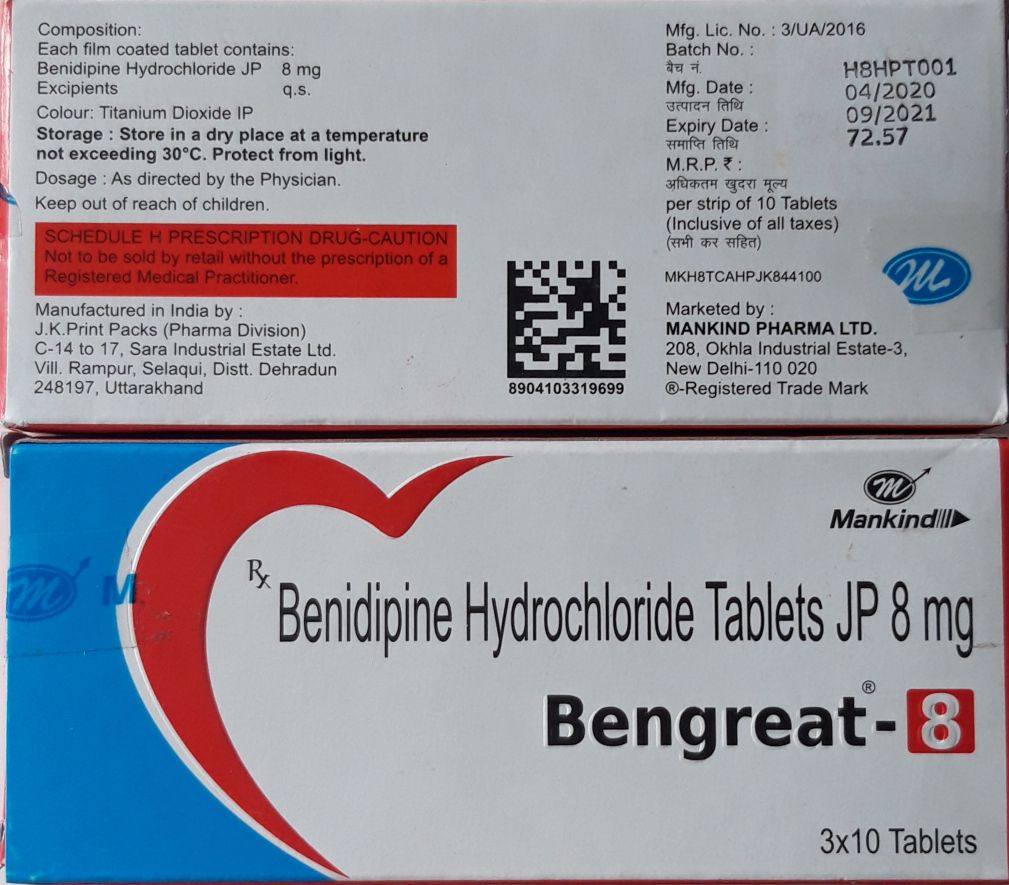 Composition:
Each film coated tablet contains:
Benidipine Hydrochloride JP 8 mg
Excipients q.s.
Colour: Titanium Dioxide IP
Storage : Store in a dry place at a temperature
not exceeding 30°C. Protect from light.
Dosage : As directed by the Physician.
Keep out of reach of children.
SCHEDULE H PRESCRIPTION DRUG-CAUTION
Not to be sold by retail without the prescription of a
Registered Medical Practitioner.
Manufactured in India by :
J.K.Print Packs (Pharma Division)
C-14 to 17, Sara Industrial Estate Ltd.
Vill. Rampur, Selaqui, Distt. Dehradun
248197, Uttarakhand
8904103319699
Mfg. Lic. No. : 3/UA/2016
Batch No. :
बैच नं. H8HPT001
Mfg. Date : 04/2020
उत्पादन तिथि
Expiry Date : 09/2021
समाप्ति तिथि 72.57
M.R.P. ₹ :
अधिकतम खुदरा मूल्य
per strip of 10 Tablets
(Inclusive of all taxes)
(सभी कर सहित)
MKH8TCAHPJK844100
m
Marketed by :
MANKIND PHARMA LTD.
208, Okhla Industrial Estate-3,
New Delhi-110 020
®-Registered Trade Mark
m
Mankind
m M
Rx
Benidipine Hydrochloride Tablets JP 8 mg
Bengreat®-8
3x10 Tablets